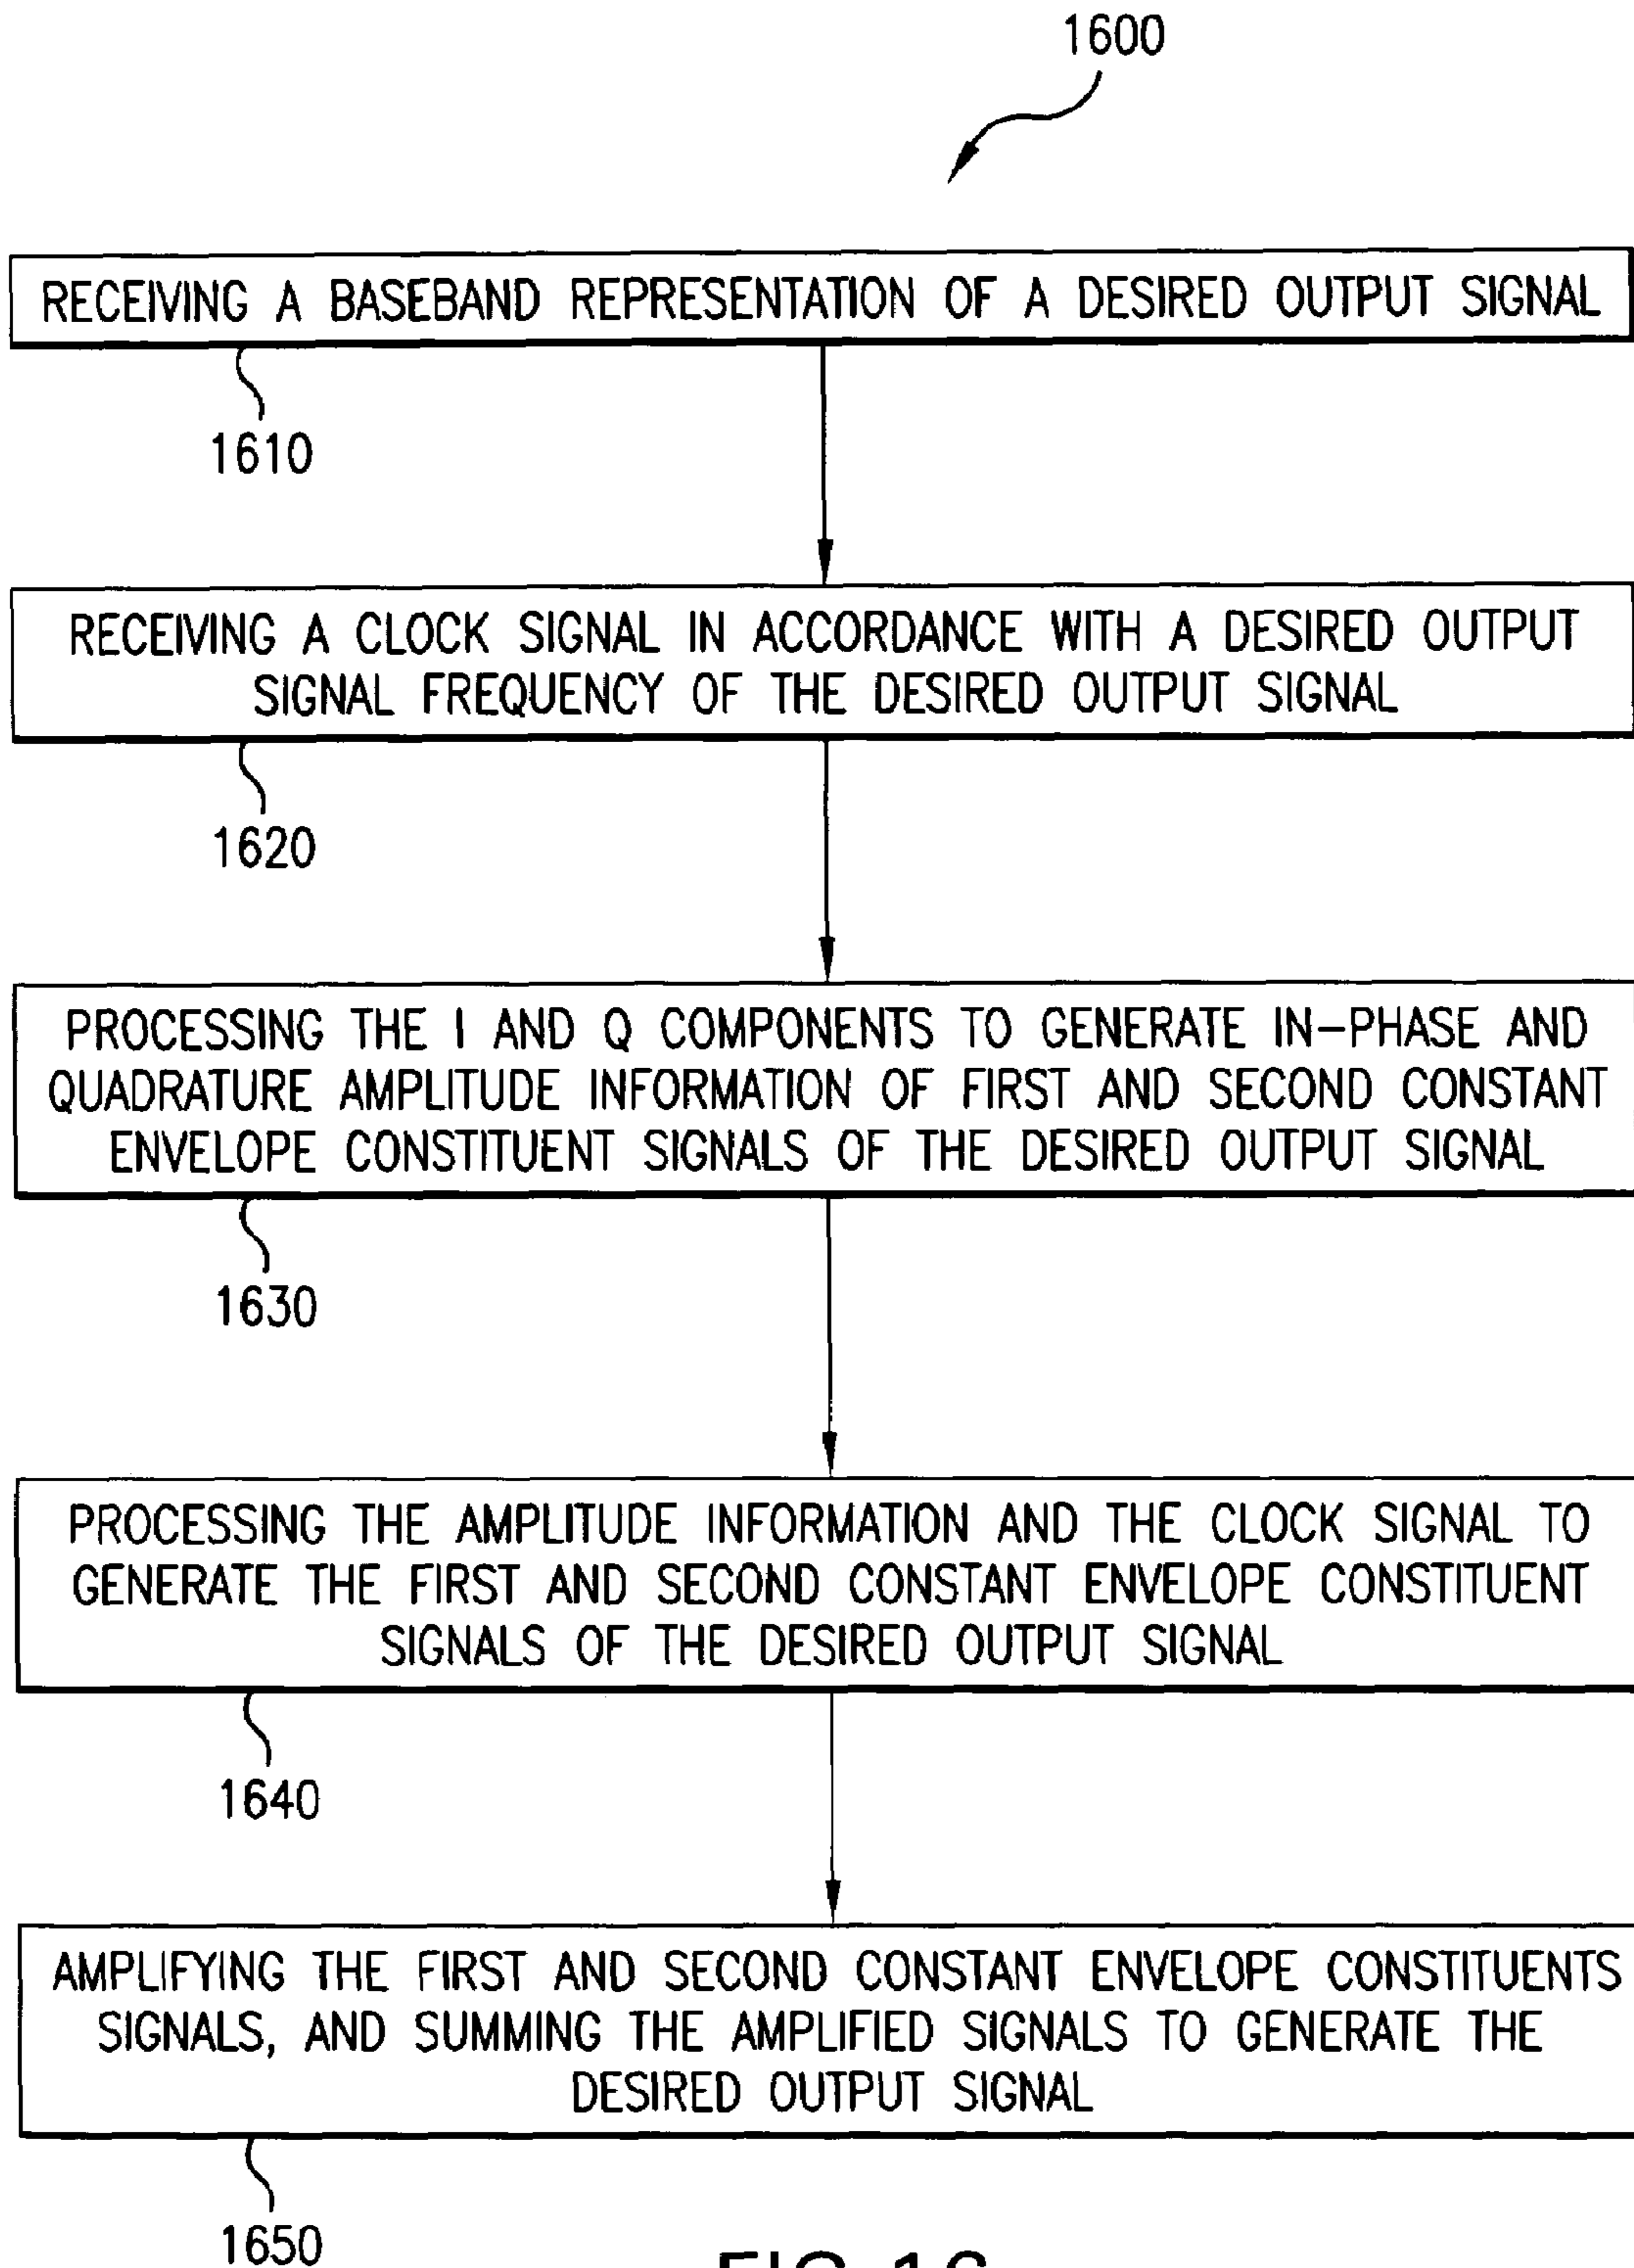 1600
RECEIVING A BASEBAND REPRESENTATION OF A DESIRED OUTPUT SIGNAL
1610
RECEIVING A CLOCK SIGNAL IN ACCORDANCE WITH A DESIRED OUTPUT
SIGNAL FREQUENCY OF THE DESIRED OUTPUT SIGNAL
1620
PROCESSING THE I AND Q COMPONENTS TO GENERATE IN-PHASE AND
QUADRATURE AMPLITUDE INFORMATION OF FIRST AND SECOND CONSTANT
ENVELOPE CONSTITUENT SIGNALS OF THE DESIRED OUTPUT SIGNAL
1630
PROCESSING THE AMPLITUDE INFORMATION AND THE CLOCK SIGNAL TO
GENERATE THE FIRST AND SECOND CONSTANT ENVELOPE CONSTITUENT
SIGNALS OF THE DESIRED OUTPUT SIGNAL
1640
AMPLIFYING THE FIRST AND SECOND CONSTANT ENVELOPE CONSTITUENTS
SIGNALS, AND SUMMING THE AMPLIFIED SIGNALS TO GENERATE THE
DESIRED OUTPUT SIGNAL
1650